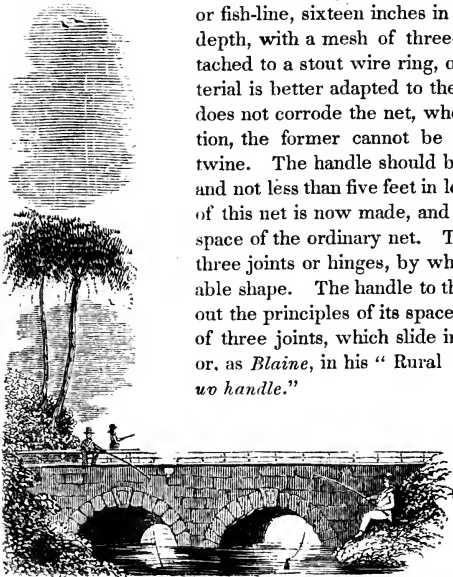 or fish-line, sixteen inches in
depth, with a mesh of three-
tached to a stout wire ring, o
terial is better adapted to the
does not corrode the net, whe
tion, the former cannot be
twine. The handle should b
and not less than five feet in le
of this net is now made, and
space of the ordinary net. T
three joints or hinges, by wh
able shape. The handle to th
out the principles of its space
of three joints, which slide in
or, as Blaine, in his “ Rural
up handle.”